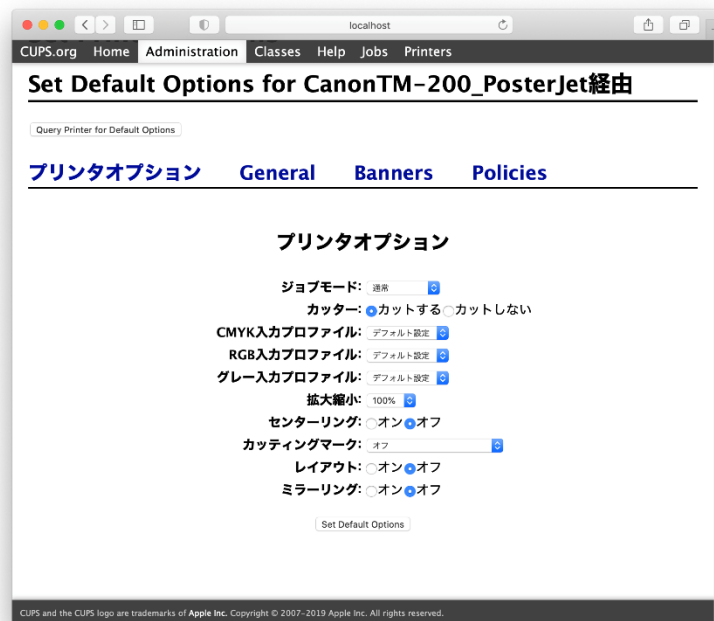 localhost
CUPS.org Home Administration Classes Help Jobs Printers
Set Default Options for CanonTM-200_PosterJet経由
Query Printer for Default Options
プリンタオプション General Banners Policies
プリンタオプション
ジョブモード: 通常
カッター: カットする カットしない
CMYK入力プロファイル: デフォルト設定
RGB入力プロファイル: デフォルト設定
グレー入力プロファイル: デフォルト設定
拡大縮小: 100%
センターリング: オン オフ
カッティングマーク: オフ
レイアウト: オン オフ
ミラーリング: オン オフ
Set Default Options
CUPS and the CUPS logo are trademarks of Apple Inc. Copyright © 2007-2019 Apple Inc. All rights reserved.